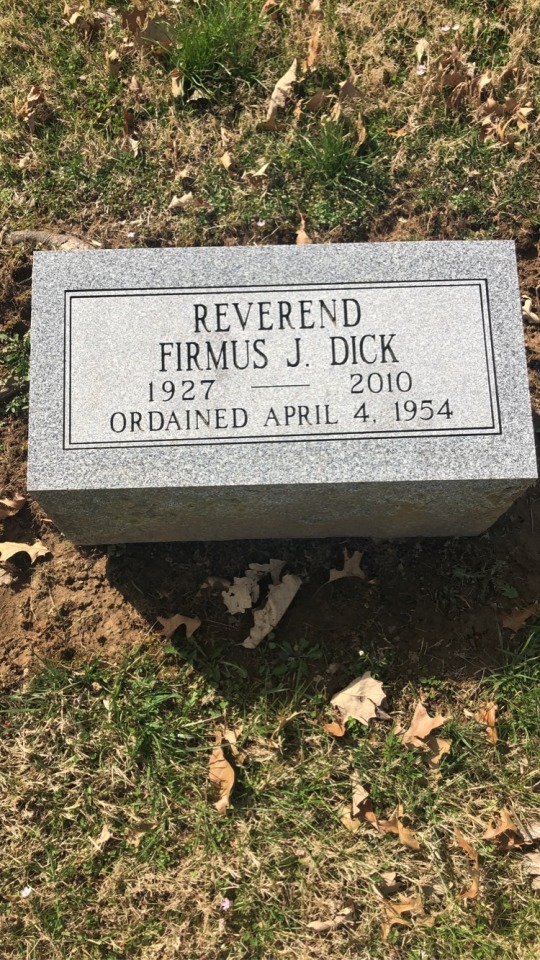 REVEREND
FIRMUS J. DICK
1927 — 2010
ORDAINED APRIL 4, 1954